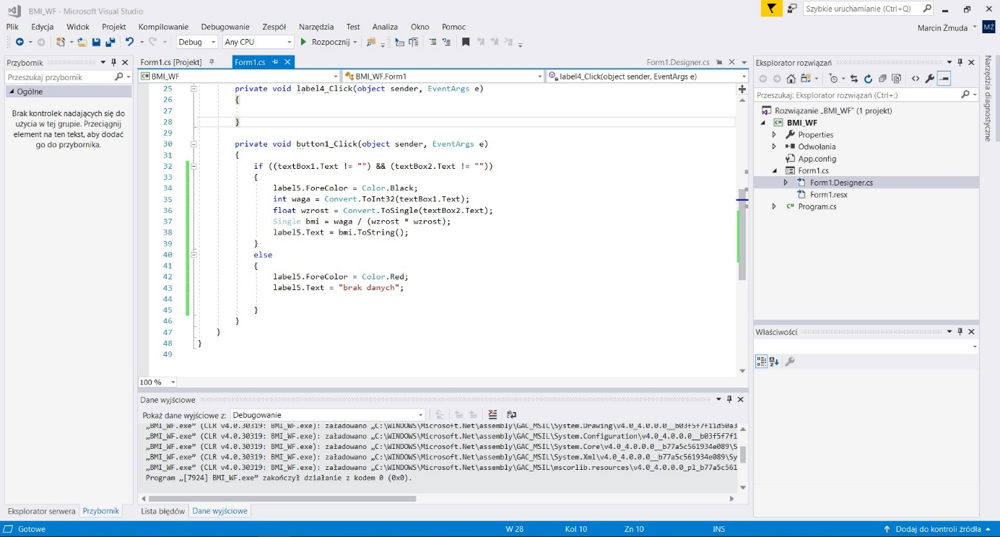 BMI_WF - Microsoft Visual Studio
Szybkie uruchamianie (Ctrl+Q)
Plik Edycja Widok Projekt Kompilowanie Debugowanie Zespół Narzędzia Test Analiza Okno Pomoc
Marcin Żmuda MŻ
Debug Any CPU Rozpocznij
Przybornik
Przeszukaj przybornik
Ogólne
Brak kontrolek nadających się do
użycia w tej grupie. Przeciągnij
element na ten tekst, aby dodać
go do przybornika.
Eksplorator serwera Przybornik
Form1.cs [Projekt] Form1.cs Form1.Designer.cs
C# BMI_WF BMI_WF.Form1 label4_Click(object sender, EventArgs e)
25 private void label4_Click(object sender, EventArgs e)
26 {
27
28 }
29
30 private void button1_Click(object sender, EventArgs e)
31 {
32 if ((textBox1.Text != "") && (textBox2.Text != ""))
33 {
34 label5.ForeColor = Color.Black;
35 int waga = Convert.ToInt32(textBox1.Text);
36 float wzrost = Convert.ToSingle(textBox2.Text);
37 Single bmi = waga / (wzrost * wzrost);
38 label5.Text = bmi.ToString();
39 }
40 else
41 {
42 label5.ForeColor = Color.Red;
43 label5.Text = "brak danych";
44
45 }
46 }
47 }
48 }
49
100 %
Dane wyjściowe
Pokaż dane wyjściowe z: Debugowanie
„BMI_WF.exe” (CLR v4.0.30319: BMI_WF.exe): załadowano „C:\WINDOWS\Microsoft.Net\assembly\GAC_MSIL\System.Drawing\v4.0_4.0.0.0__b03f5f7f11d50a3
„BMI_WF.exe” (CLR v4.0.30319: BMI_WF.exe): załadowano „C:\WINDOWS\Microsoft.Net\assembly\GAC_MSIL\System.Configuration\v4.0_4.0.0.0__b03f5f7f1
„BMI_WF.exe” (CLR v4.0.30319: BMI_WF.exe): załadowano „C:\WINDOWS\Microsoft.Net\assembly\GAC_MSIL\System.Core\v4.0_4.0.0.0__b77a5c561934e089\S
„BMI_WF.exe” (CLR v4.0.30319: BMI_WF.exe): załadowano „C:\WINDOWS\Microsoft.Net\assembly\GAC_MSIL\System.Xml\v4.0_4.0.0.0__b77a5c561934e089\Sy
„BMI_WF.exe” (CLR v4.0.30319: BMI_WF.exe): załadowano „C:\WINDOWS\Microsoft.Net\assembly\GAC_MSIL\mscorlib.resources\v4.0_4.0.0.0_pl_b77a5c561
Program „[7924] BMI_WF.exe” zakończył działanie z kodem 0 (0x0).
Lista błędów Dane wyjściowe
Eksplorator rozwiązań
Przeszukaj: Eksplorator rozwiązań (Ctrl+;)
Rozwiązanie „BMI_WF” (1 projekt)
C# BMI_WF
Properties
Odwołania
App.config
Form1.cs
Form1.Designer.cs
Form1.resx
C# Program.cs
Właściwości
Narzędzia diagnostyczne
Gotowe W 28 Kol 10 Zn 10 INS Dodaj do kontroli źródła